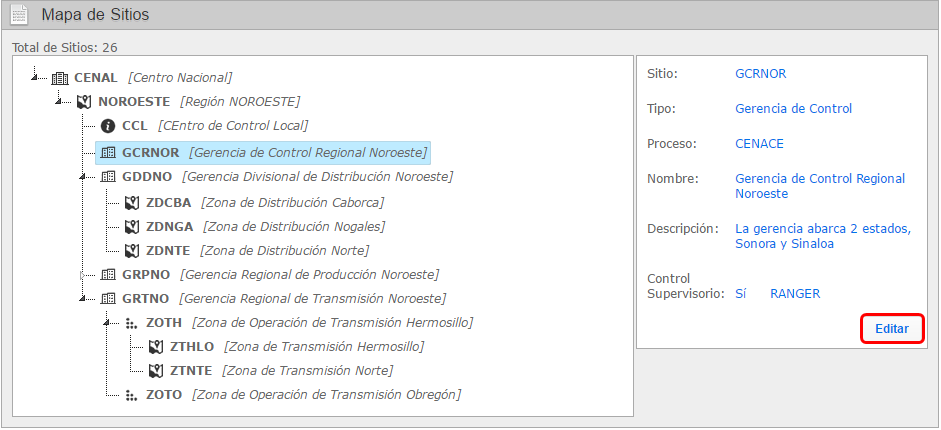 Mapa de Sitios
Total de Sitios: 26
CENAL [Centro Nacional]
NOROESTE [Región NOROESTE]
CCL [CEntro de Control Local]
GCRNOR [Gerencia de Control Regional Noroeste]
GDDNO [Gerencia Divisional de Distribución Noroeste]
ZDCBA [Zona de Distribución Caborca]
ZDNGA [Zona de Distribución Nogales]
ZDNTE [Zona de Distribución Norte]
GRPNO [Gerencia Regional de Producción Noroeste]
GRTNO [Gerencia Regional de Transmisión Noroeste]
ZOTH [Zona de Operación de Transmisión Hermosillo]
ZTHLO [Zona de Transmisión Hermosillo]
ZTNTE [Zona de Transmisión Norte]
ZOTO [Zona de Operación de Transmisión Obregón]
Sitio: GCRNOR
Tipo: Gerencia de Control
Proceso: CENACE
Nombre: Gerencia de Control Regional
Noroeste
Descripción: La gerencia abarca 2 estados,
Sonora y Sinaloa
Control
Supervisorio: Sí RANGER
Editar